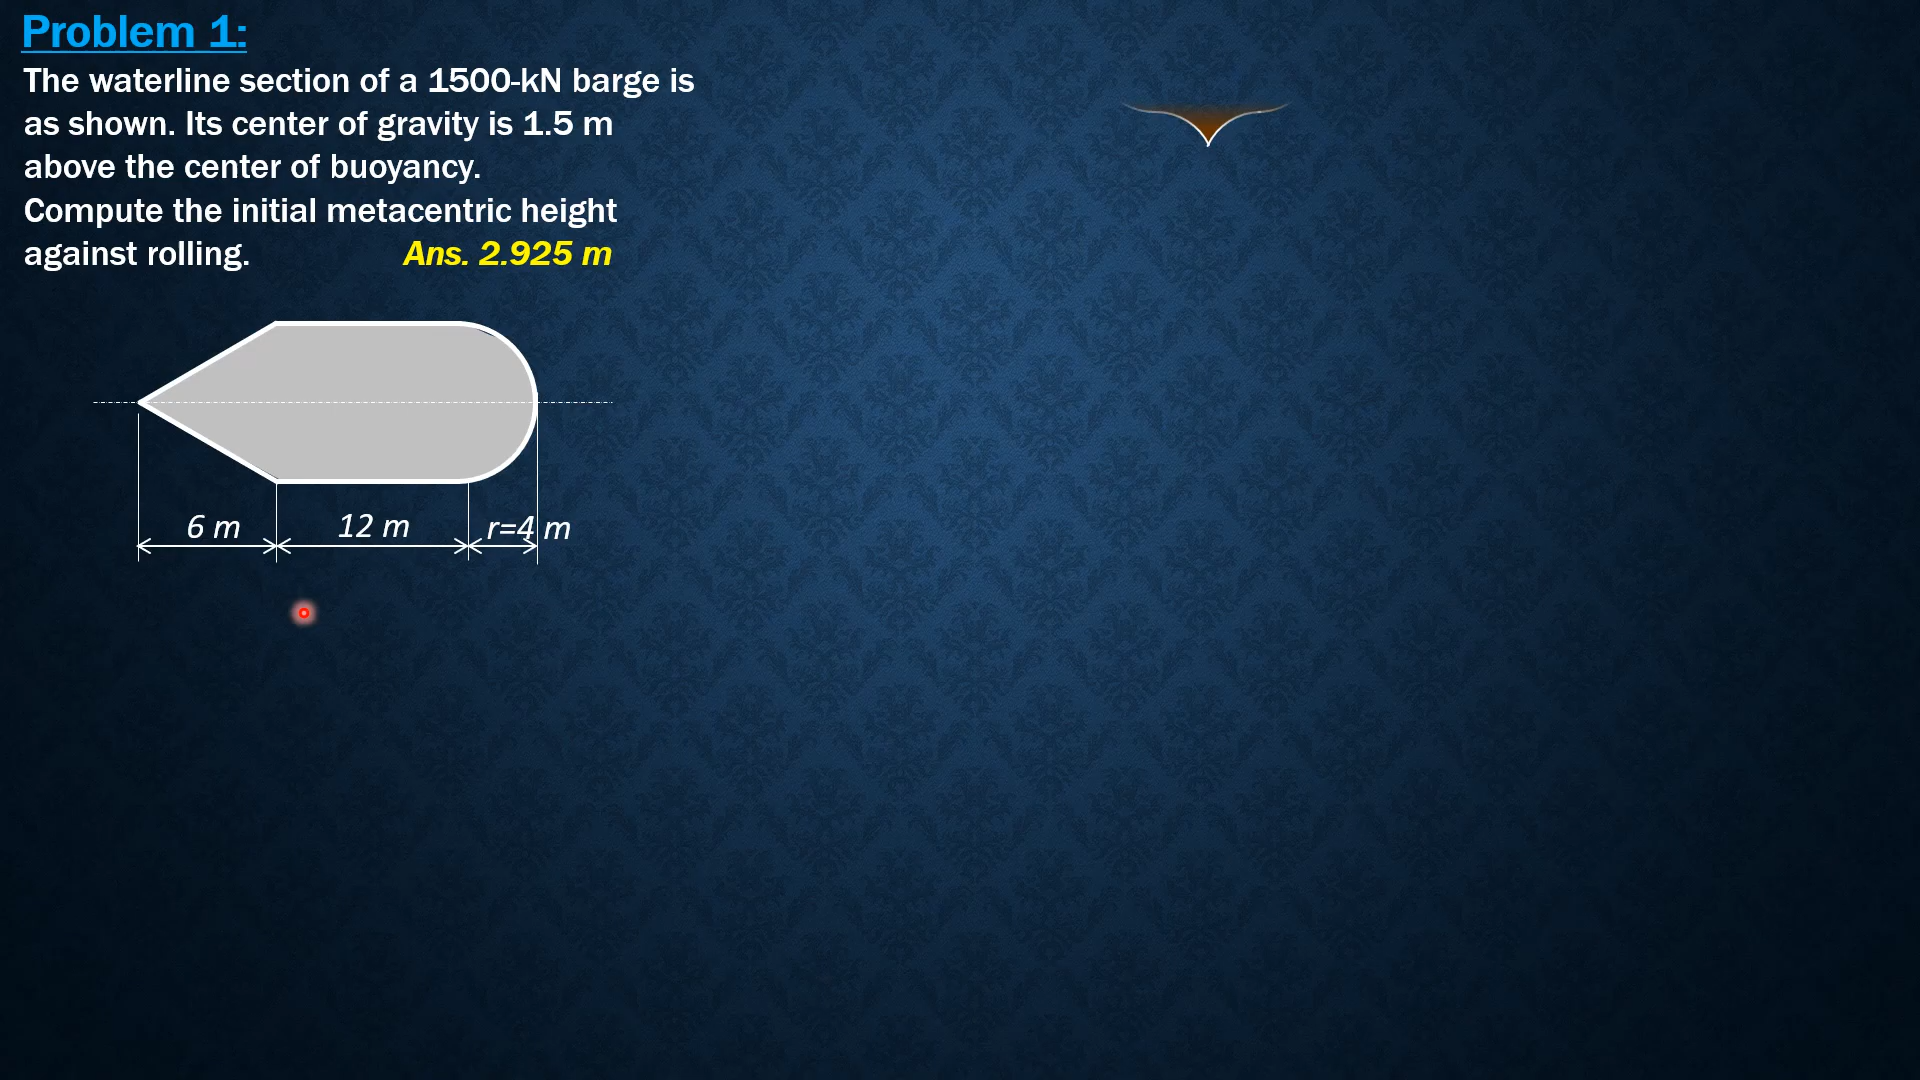 Problem 1:
The waterline section of a 1500-kN barge is
as shown. Its center of gravity is 1.5 m
above the center of buoyancy.
Compute the initial metacentric height
against rolling. Ans. 2.925 m
6 m 12 m r=4 m